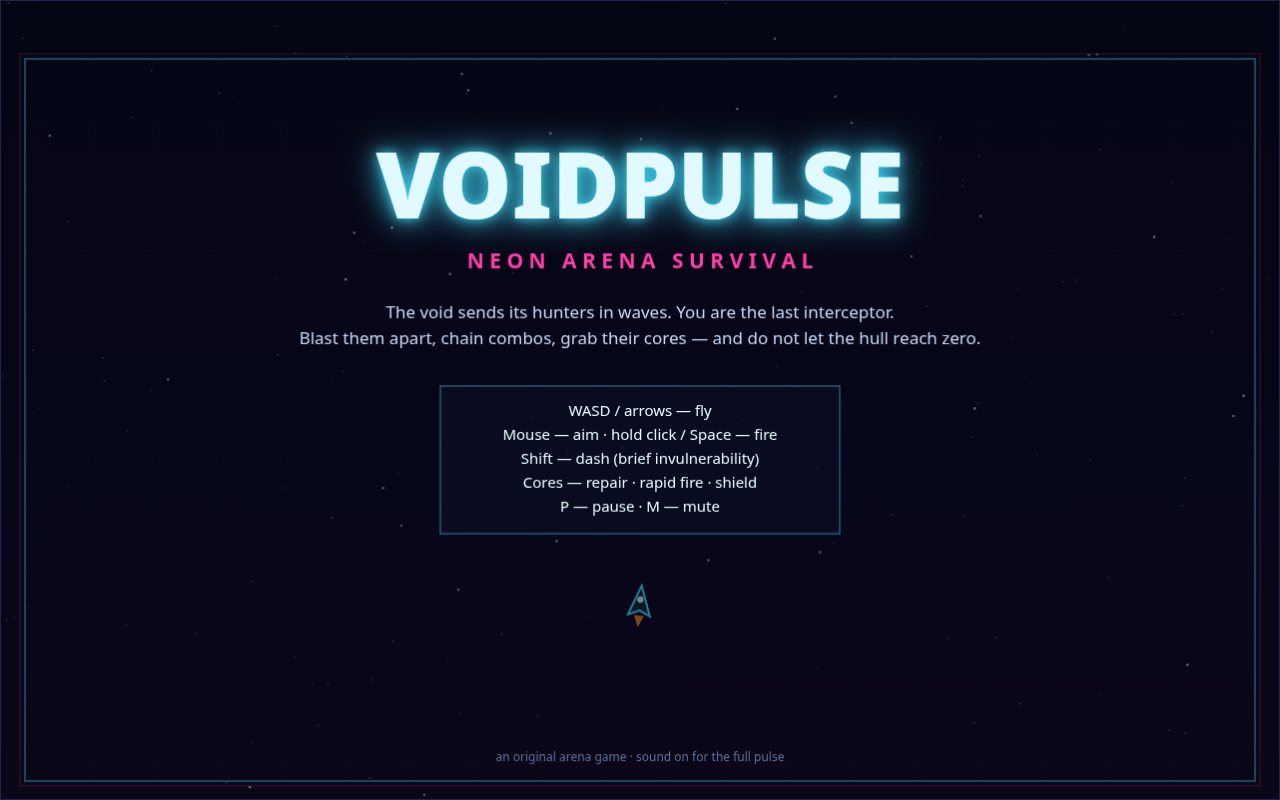 VOIDPULSE
NEON ARENA SURVIVAL
The void sends its hunters in waves. You are the last interceptor.
Blast them apart, chain combos, grab their cores — and do not let the hull reach zero.
WASD / arrows — fly
Mouse — aim · hold click / Space — fire
Shift — dash (brief invulnerability)
Cores — repair · rapid fire · shield
P — pause · M — mute
an original arena game · sound on for the full pulse